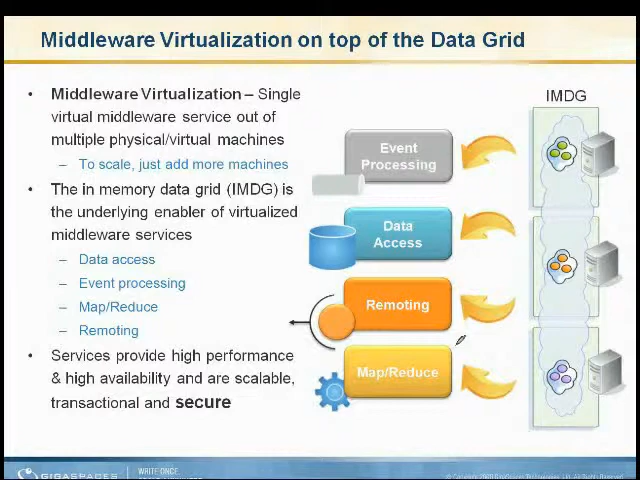 Middleware Virtualization on top of the Data Grid
• Middleware Virtualization – Single
virtual middleware service out of
multiple physical/virtual machines
– To scale, just add more machines
• The in memory data grid (IMDG) is
the underlying enabler of virtualized
middleware services
– Data access
– Event processing
– Map/Reduce
– Remoting
• Services provide high performance
& high availability and are scalable,
transactional and secure
IMDG
Event
Processing
Data
Access
Remoting
Map/Reduce
GIGASPACES
WRITE ONCE.